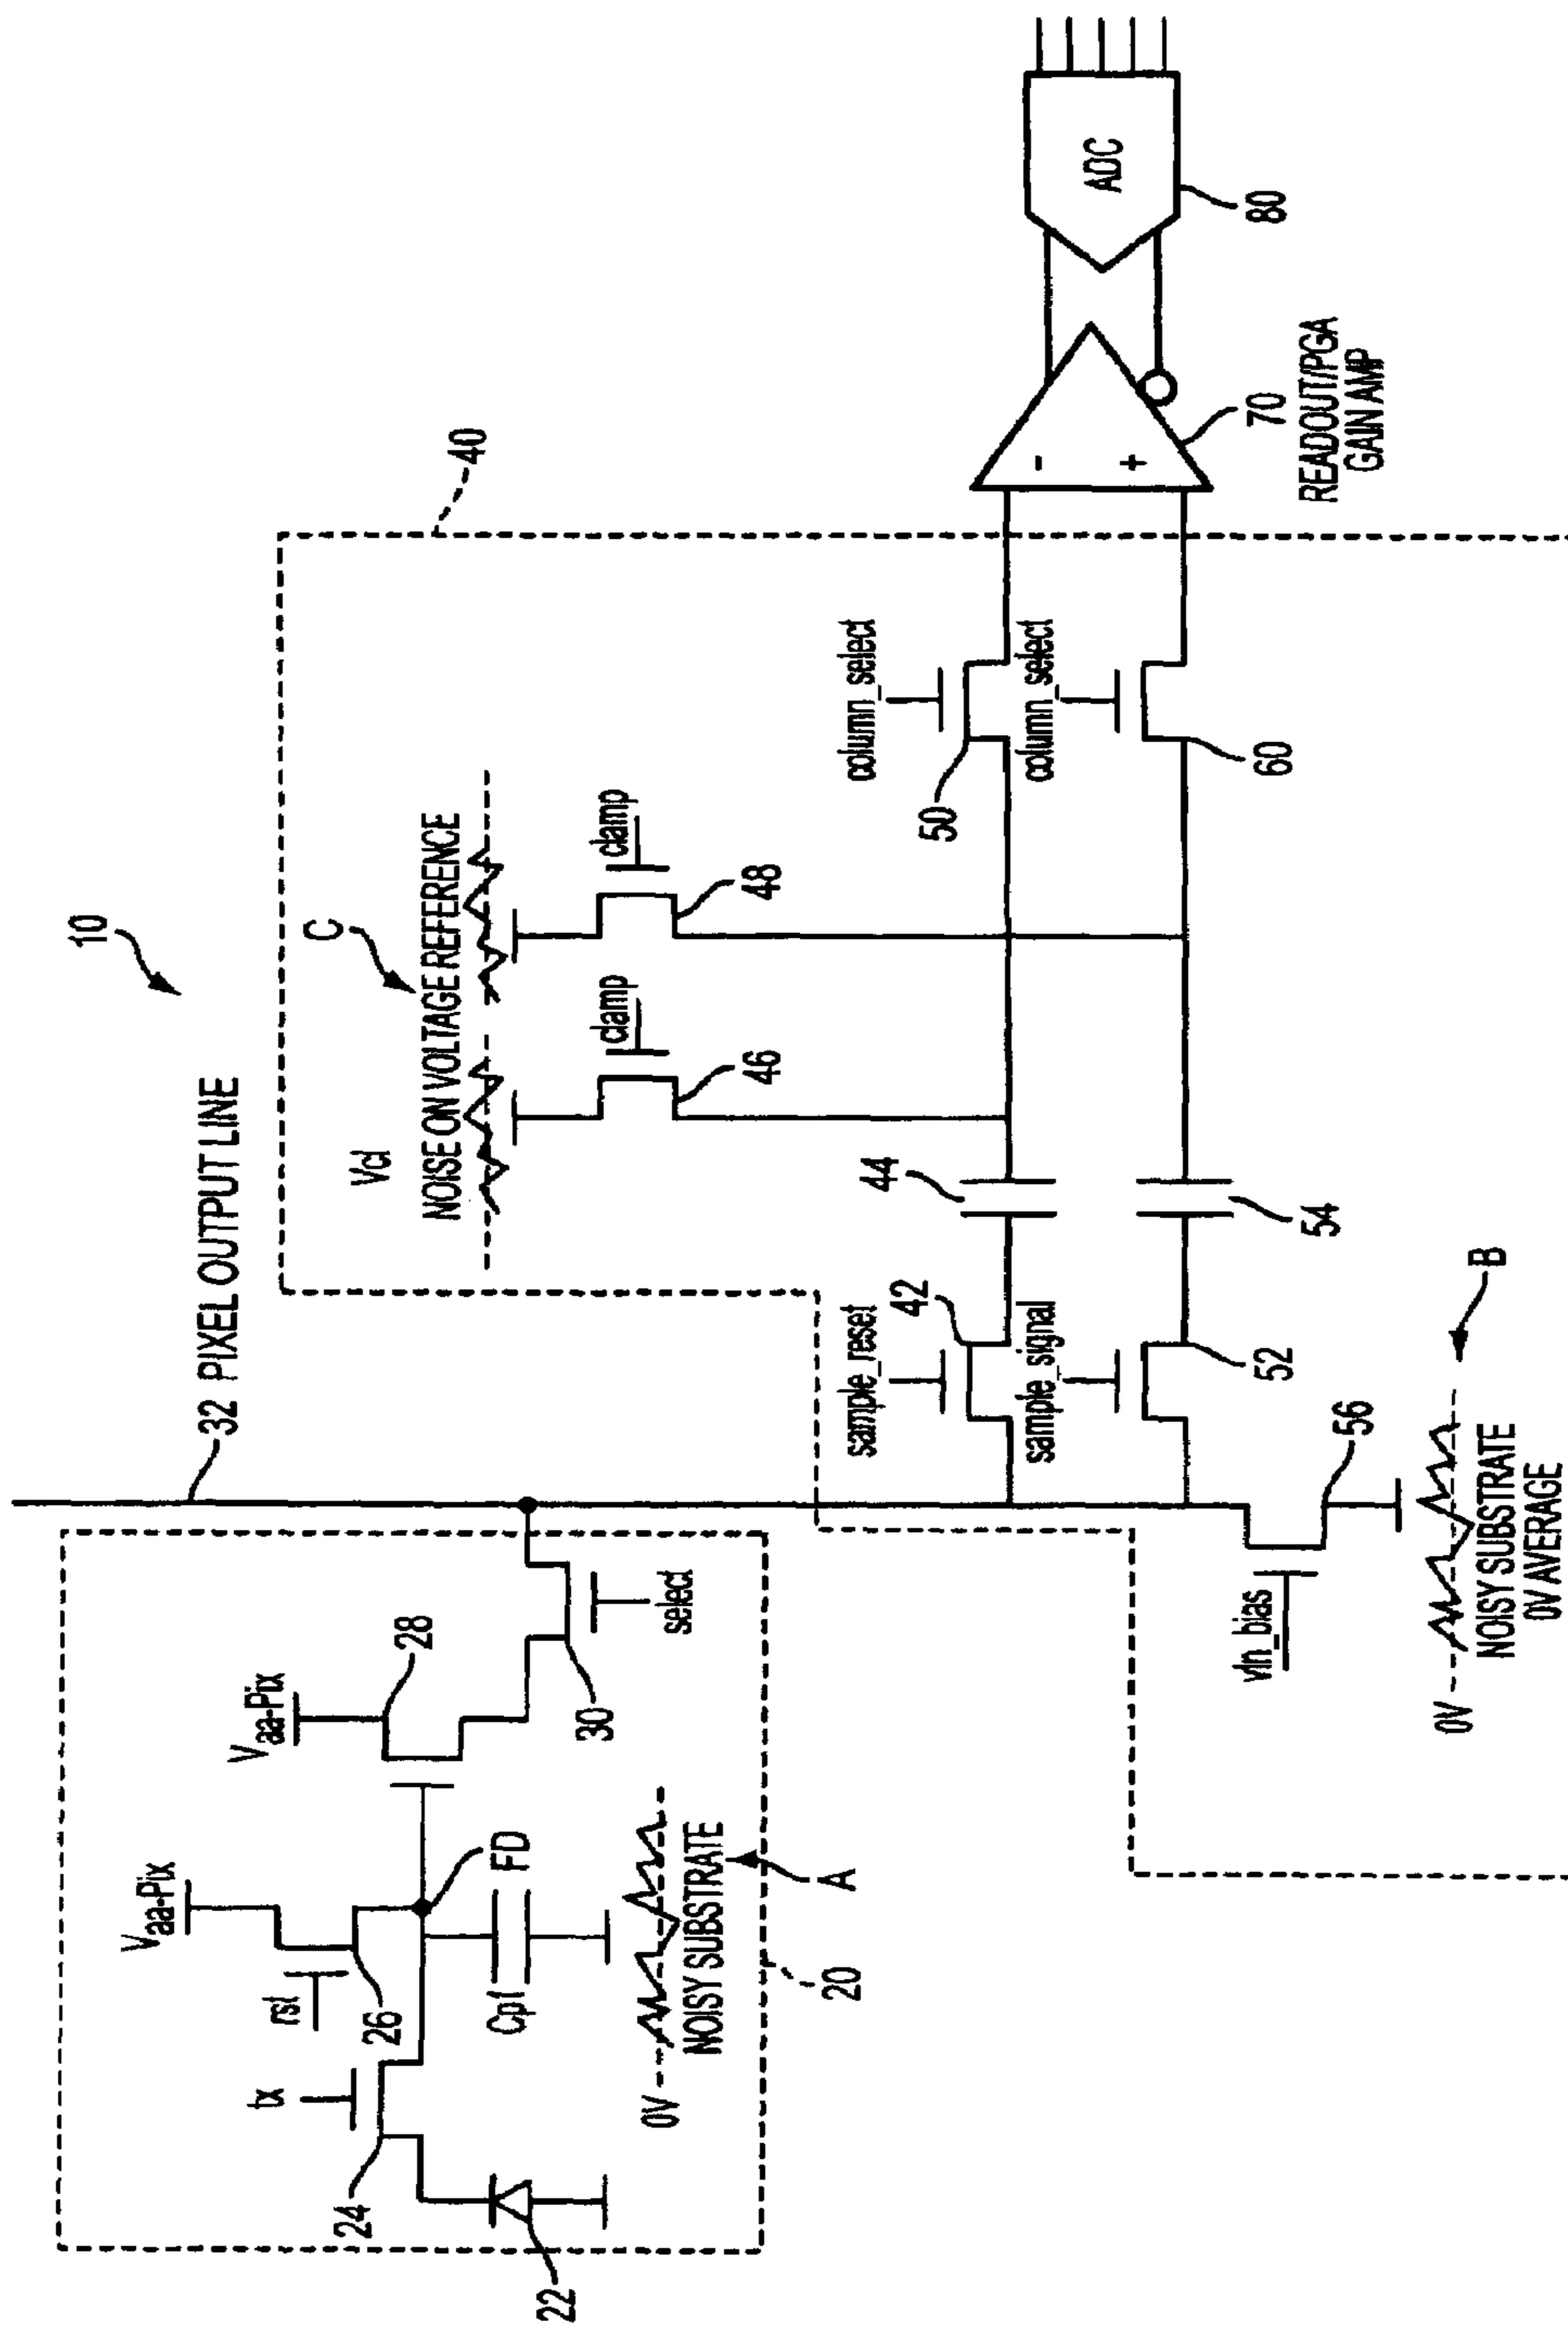 10
32 PIXEL OUTPUT LINE
40
Vaa-Pix
Vaa-Pix
rst
26
28
tx
24
22
FD
Cp1
30
select
0V
NOISY SUBSTRATE
A
20
Vcl
C
NOISE ON VOLTAGE REFERENCE
clamp
46
clamp
48
sample_reset
42
44
column_select
50
sample_signal
52
54
column_select
60
-
+
70
READOUT/PGA
GAIN AMP
ADC
80
vln_bias
56
0V
B
NOISY SUBSTRATE
0V AVERAGE